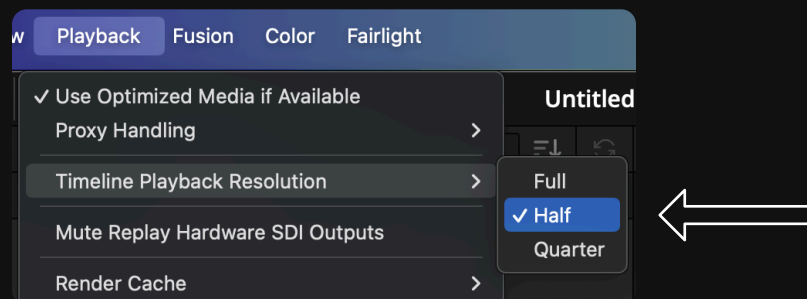 w Playback Fusion Color Fairlight
Use Optimized Media if Available
Untitled
Proxy Handling
Timeline Playback Resolution
Full
Half
Quarter
Mute Replay Hardware SDI Outputs
Render Cache